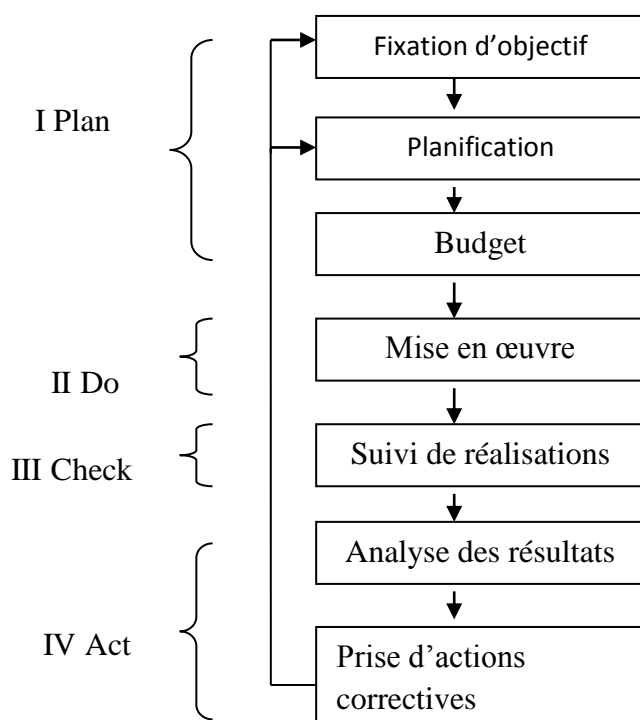 Fixation d’objectif
I Plan
Planification
Budget
Mise en œuvre
II Do
Suivi de réalisations
III Check
Analyse des résultats
IV Act
Prise d’actions
correctives